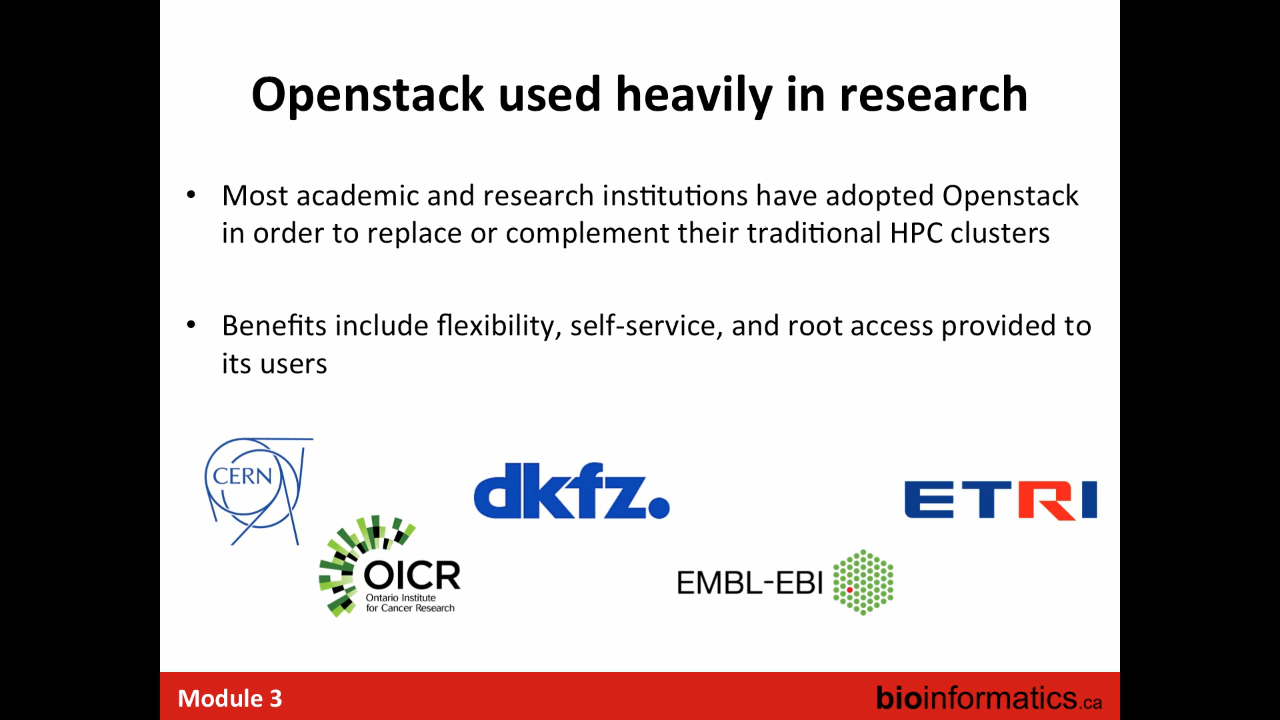 Openstack used heavily in research
• Most academic and research institutions have adopted Openstack
in order to replace or complement their traditional HPC clusters
• Benefits include flexibility, self-service, and root access provided to
its users
CERN
dkfz.
ETRI
OICR
Ontario Institute
for Cancer Research
EMBL-EBI
Module 3
bioinformatics.ca